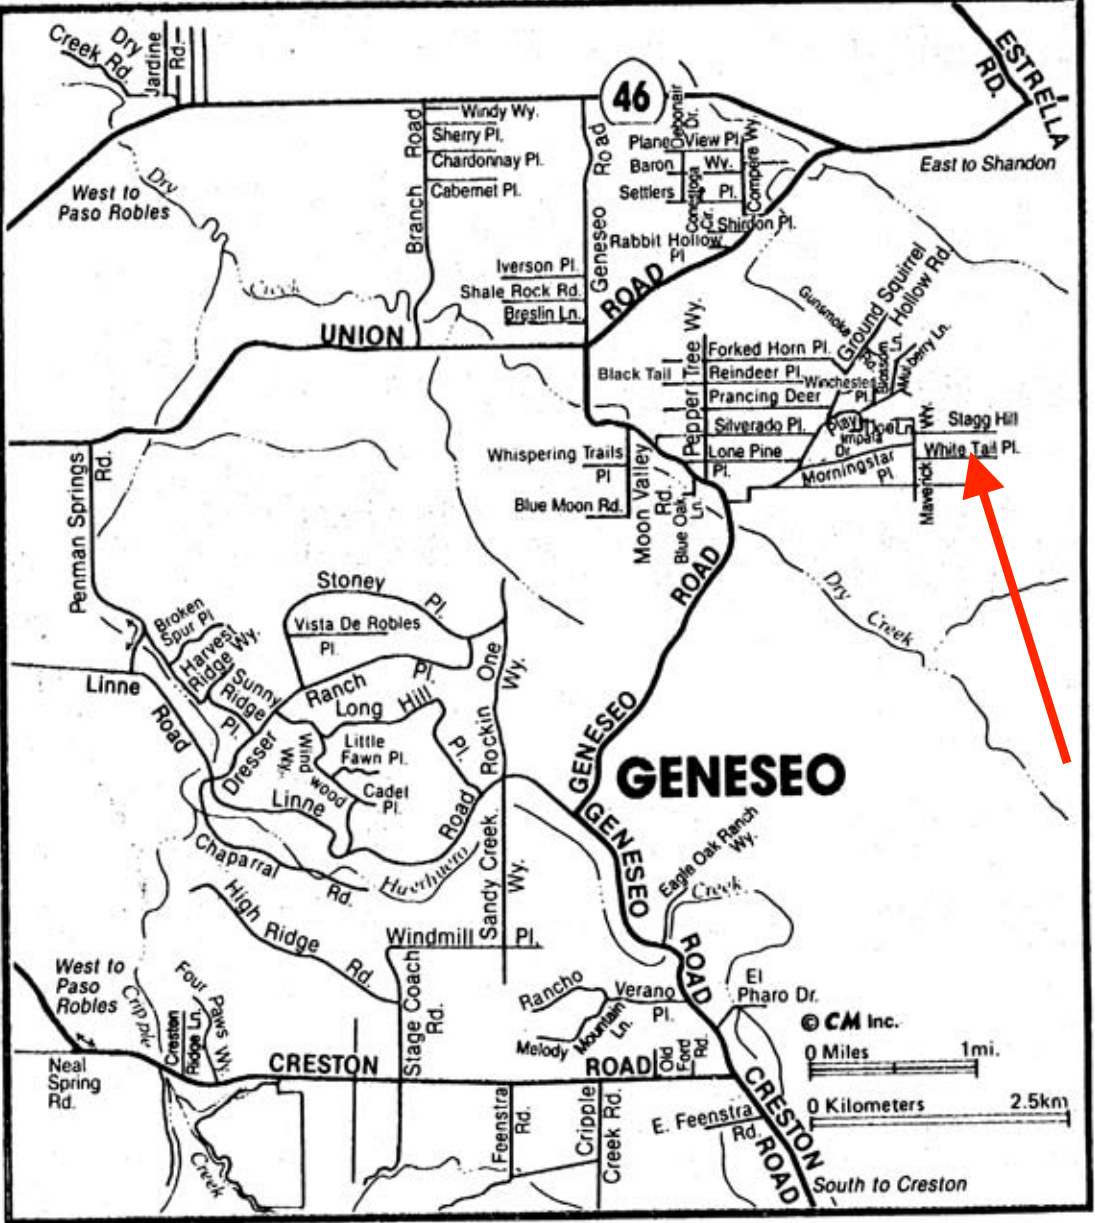 Dry
Creek Rd.
Jardine
Rd.
46
ESTRELLA
RD.
East to Shandon
West to
Paso Robles
Dry
Creek
Branch Road
Windy Wy.
Sherry Pl.
Chardonnay Pl.
Cabernet Pl.
Geneseo Road
Debonair
Dr.
Plane View Pl.
Baron Wy.
Settlers Pl.
Conestoga
Cir.
Compere Wy.
Shirdon Pl.
Rabbit Hollow
Pl
Iverson Pl.
Shale Rock Rd.
Breslin Ln.
UNION ROAD
Gunsmoke
Ground Squirrel
Hollow Rd.
Blossom Ln.
Mulberry Ln.
Pepper Tree Wy.
Forked Horn Pl.
Black Tail
Reindeer Pl.
Winchester
Pl.
Prancing Deer
Silverado Pl.
Play
Doe Ln
Impala
Dr.
Lone Pine
Pl.
Morningstar
Pl
Maverick Wy.
Stagg Hill
White Tail Pl.
Whispering Trails
Pl
Blue Moon Rd.
Moon Valley
Rd.
Blue Oak
Ln.
ROAD
Dry
Creek
Penman Springs
Rd.
Broken
Spur Pl
Harvest
Ridge Wy.
Sunny
Ridge
Pl.
Linne
Road
Stoney Pl.
Vista De Robles
Pl.
Ranch Pl.
Long Hill Pl.
Dresser
Wind
wood
Wy.
Little
Fawn Pl.
Cadet
Pl.
Linne Road
Rockin One Wy.
Chaparral Rd.
Huerhuero
Sandy Creek Wy.
GENESEO
GENESEO
GENESEO
ROAD
Eagle Oak Ranch
Wy.
Creek
High Ridge Rd.
Windmill Pl.
Stage Coach
Rd.
West to
Paso
Robles
Cripple
Creek
Creston
Ridge Ln.
Four
Paws Wy.
Neal
Spring
Rd.
CRESTON ROAD
Rancho
Verano
Pl.
Melody
Mountain
Ln.
El
Pharo Dr.
Old
Ford
Rd.
Feenstra
Rd.
Cripple
Creek Rd.
E. Feenstra
Rd.
CRESTON
ROAD
South to Creston
© CM Inc.
0 Miles 1mi.
0 Kilometers 2.5km